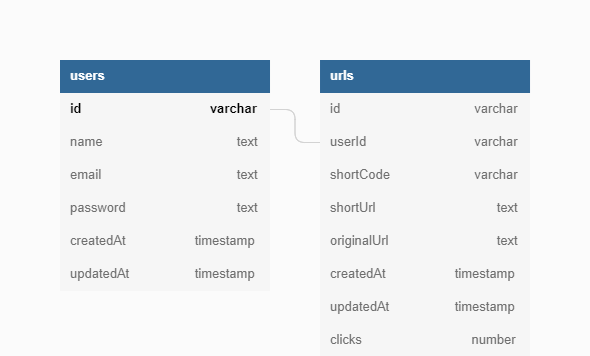 users
id varchar
name text
email text
password text
createdAt timestamp
updatedAt timestamp
urls
id varchar
userId varchar
shortCode varchar
shortUrl text
originalUrl text
createdAt timestamp
updatedAt timestamp
clicks number